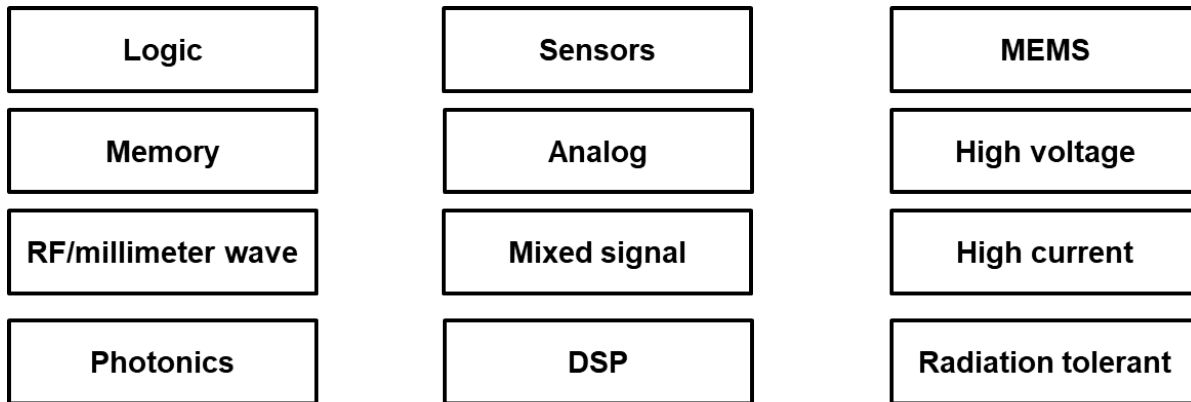 Logic
Sensors
MEMS
Memory
Analog
High voltage
RF/millimeter wave
Mixed signal
High current
Photonics
DSP
Radiation tolerant